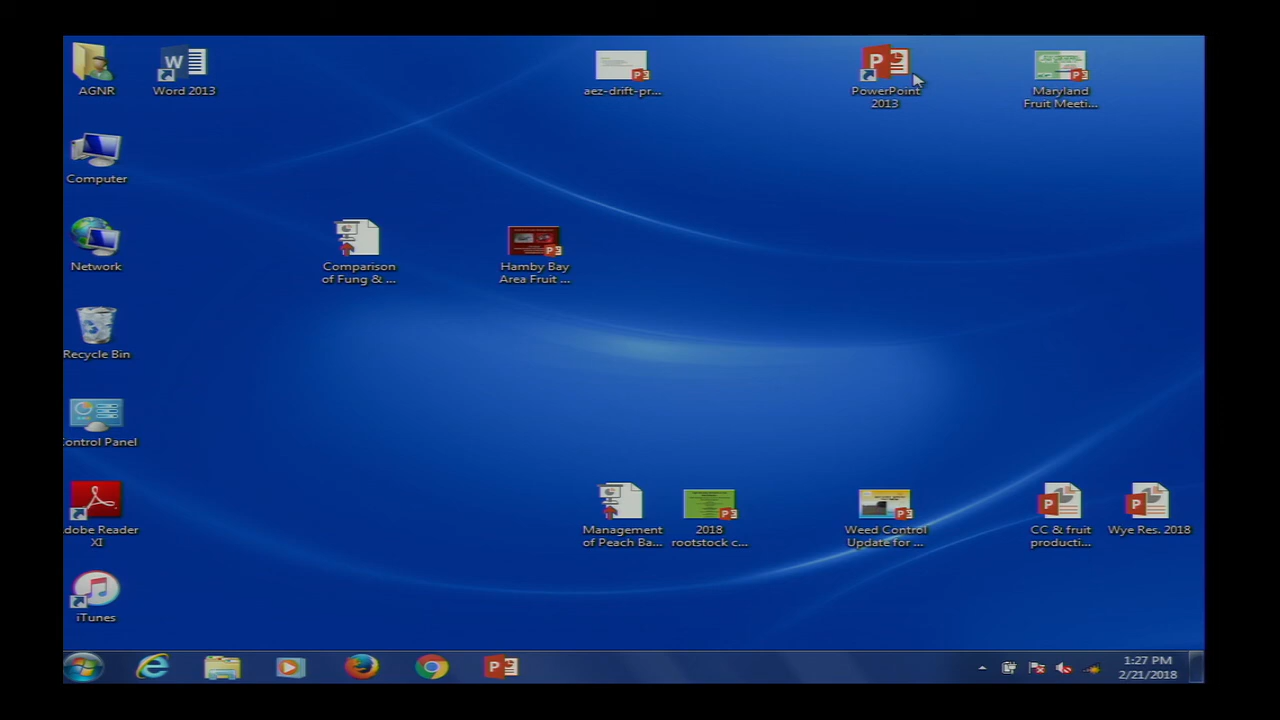 AGNR
Word 2013
aez-drift-pr...
PowerPoint
2013
Maryland
Fruit Meeti...
Computer
Network
Comparison
of Fung & ...
Hamby Bay
Area Fruit ...
Recycle Bin
ontrol Panel
dobe Reader
XI
Management
of Peach Ba...
2018
rootstock c...
Weed Control
Update for ...
CC & fruit
producti...
Wye Res. 2018
iTunes
1:27 PM
2/21/2018